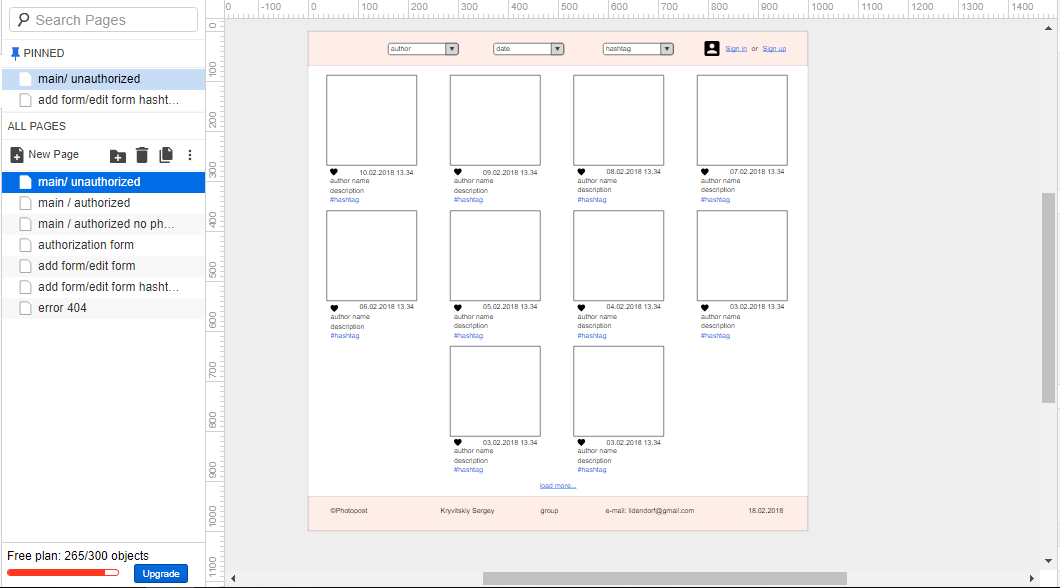 Search Pages
PINNED
main/ unauthorized
add form/edit form hasht...
ALL PAGES
New Page
main/ unauthorized
main / authorized
main / authorized no ph...
authorization form
add form/edit form
add form/edit form hasht...
error 404
Free plan: 265/300 objects
Upgrade
0 -100 0 100 200 300 400 500 600 700 800 900 1000 1100 1200 1300 1400
0
100
200
300
400
500
600
700
800
900
1000
1100
author date hashtag Sign in or Sign up
10.02.2018 13.34 09.02.2018 13.34 08.02.2018 13.34 07.02.2018 13.34
author name author name author name author name
description description description description
#hashtag #hashtag #hashtag #hashtag
06.02.2018 13.34 05.02.2018 13.34 04.02.2018 13.34 03.02.2018 13.34
author name author name author name author name
description description description description
#hashtag #hashtag #hashtag #hashtag
03.02.2018 13.34 03.02.2018 13.34
author name author name
description description
#hashtag #hashtag
load more...
©Photopost Kryvitskiy Sergey group e-mail: lidendorf@gmail.com 18.02.2018